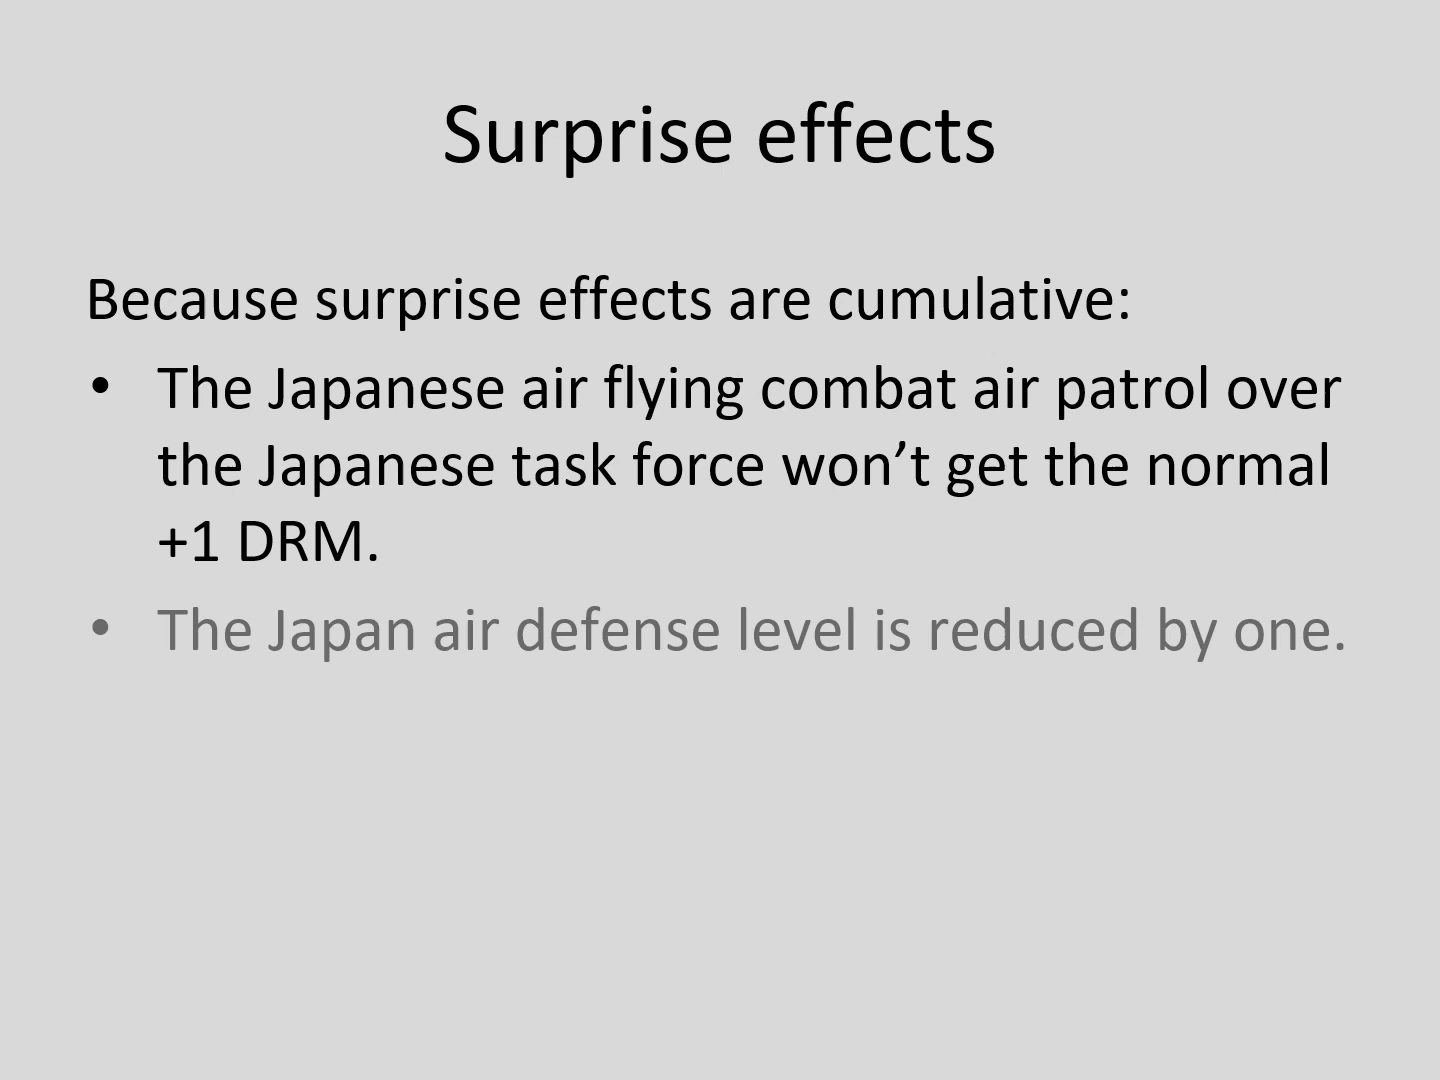 Surprise effects
Because surprise effects are cumulative:
• The Japanese air flying combat air patrol over
the Japanese task force won’t get the normal
+1 DRM.
• The Japan air defense level is reduced by one.